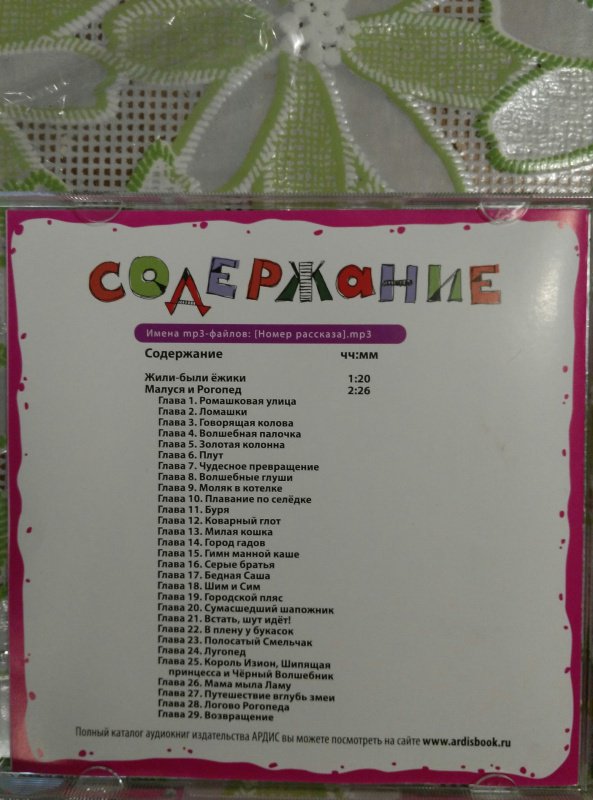 СОДЕРЖАНИЕ
Имена mp3-файлов: [Номер рассказа].mp3
Содержание чч:мм
Жили-были ёжики 1:20
Малуся и Рогопед 2:26
Глава 1. Ромашковая улица
Глава 2. Ломашки
Глава 3. Говорящая колова
Глава 4. Волшебная палочка
Глава 5. Золотая колонна
Глава 6. Плут
Глава 7. Чудесное превращение
Глава 8. Волшебные глуши
Глава 9. Моляк в котелке
Глава 10. Плавание по селёдке
Глава 11. Буря
Глава 12. Коварный глот
Глава 13. Милая кошка
Глава 14. Город гадов
Глава 15. Гимн манной каше
Глава 16. Серые братья
Глава 17. Бедная Саша
Глава 18. Шим и Сим
Глава 19. Городской пляс
Глава 20. Сумасшедший шапожник
Глава 21. Встать, шут идёт!
Глава 22. В плену у букасок
Глава 23. Полосатый Смельчак
Глава 24. Лугопед
Глава 25. Король Изион, Шипящая
принцесса и Чёрный Волшебник
Глава 26. Мама мыла Ламу
Глава 27. Путешествие вглубь змеи
Глава 28. Логово Рогопеда
Глава 29. Возвращение
Полный каталог аудиокниг издательства АРДИС вы можете посмотреть на сайте www.ardisbook.ru